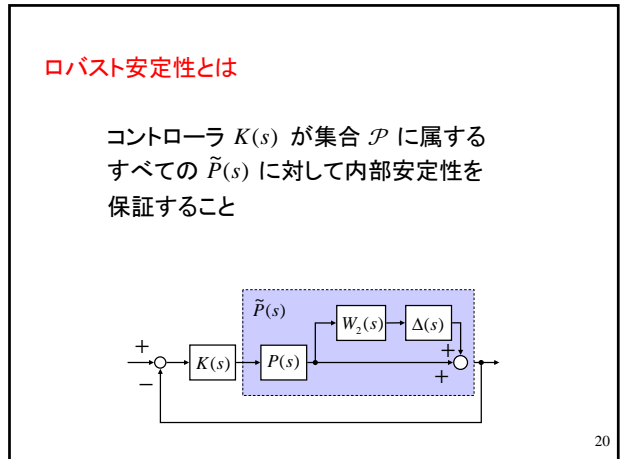 ロバスト安定性とは
コントローラ K(s) が集合 𝒫 に属する
すべての P̃(s) に対して内部安定性を
保証すること
P̃(s)
W₂(s)
Δ(s)
+
K(s)
P(s)
+
−
+
20